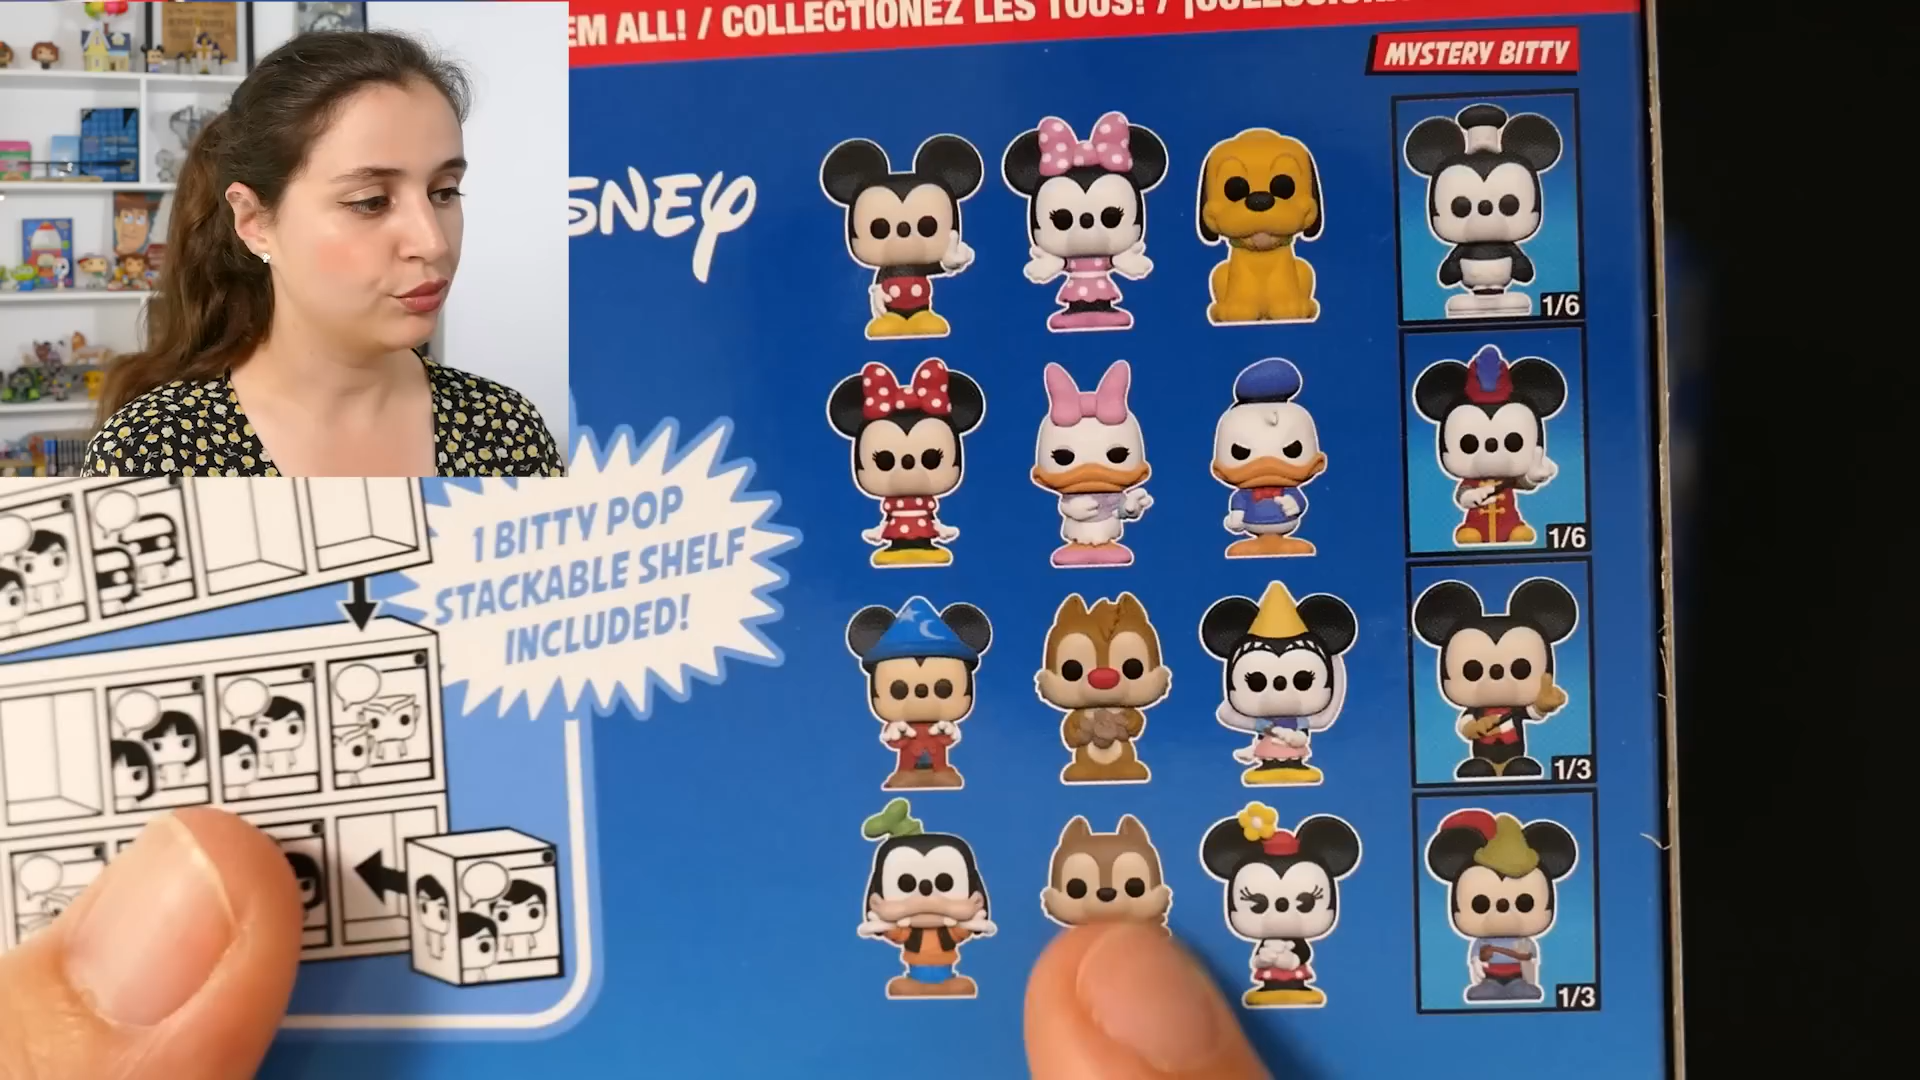 EM ALL! / COLLECTIONEZ LES TOUS! /
MYSTERY BITTY
SNEY
1/6
1/6
1 BITTY POP
STACKABLE SHELF
INCLUDED!
1/3
1/3